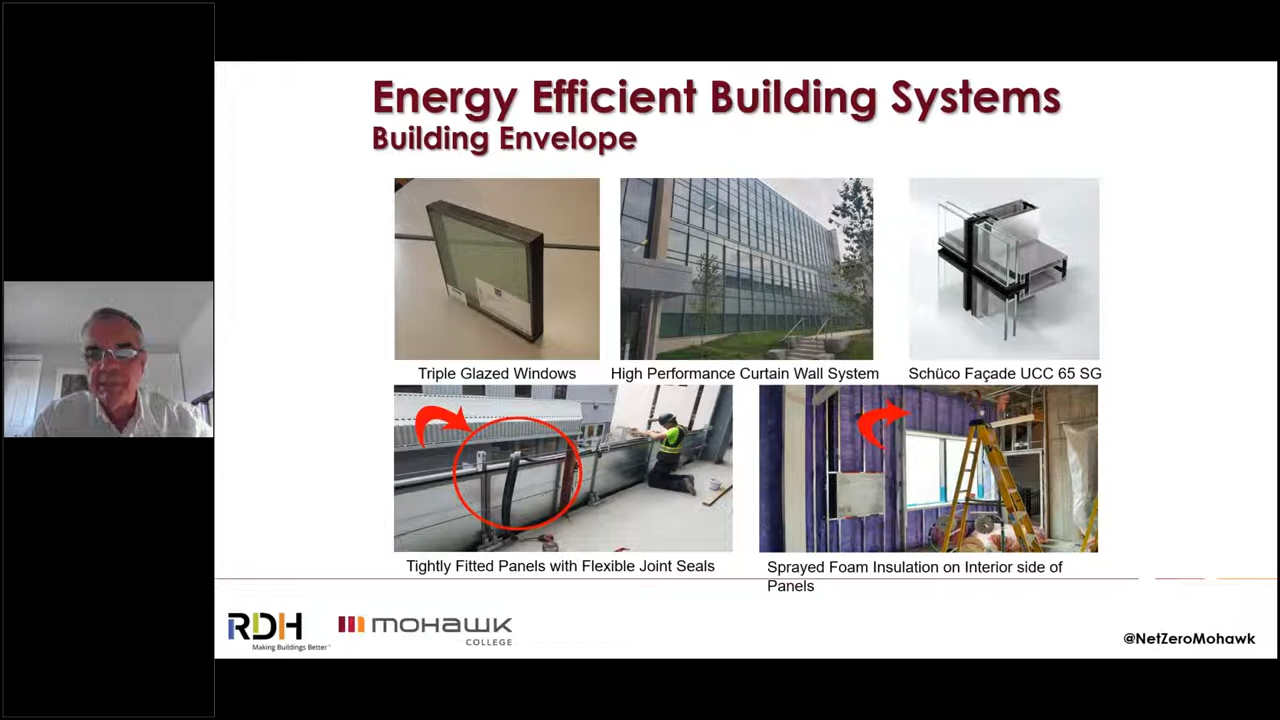 Energy Efficient Building Systems
Building Envelope
Triple Glazed Windows
High Performance Curtain Wall System
Schüco Façade UCC 65 SG
Tightly Fitted Panels with Flexible Joint Seals
Sprayed Foam Insulation on Interior side of
Panels
RDH
Making Buildings Better™
mohawk
COLLEGE
@NetZeroMohawk